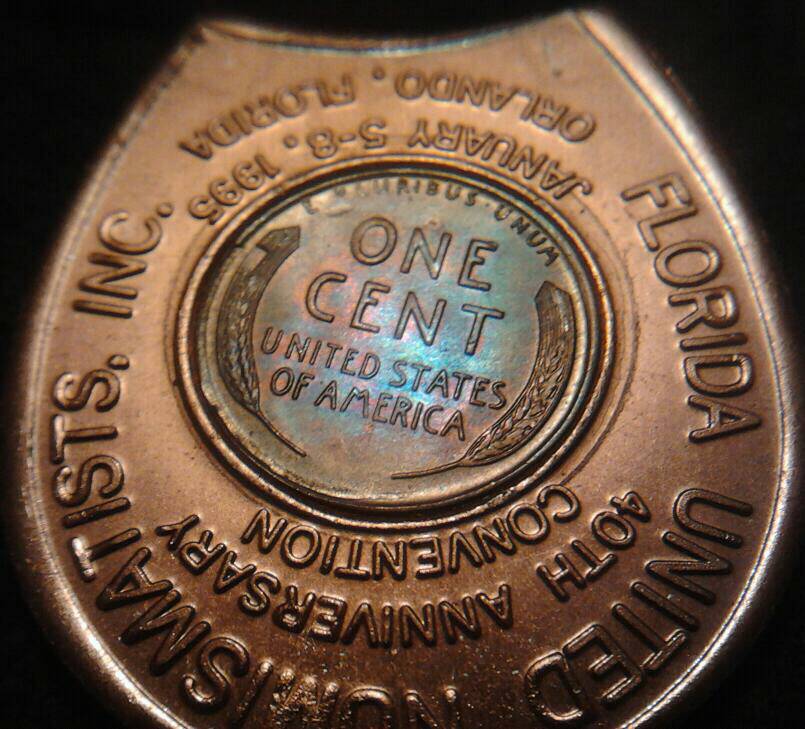 FLORIDA UNITED NUMISMATISTS, INC.
40TH ANNIVERSARY
CONVENTION
JANUARY 5-8, 1995
ORLANDO, FLORIDA
E PLURIBUS UNUM
ONE
CENT
UNITED STATES
OF AMERICA